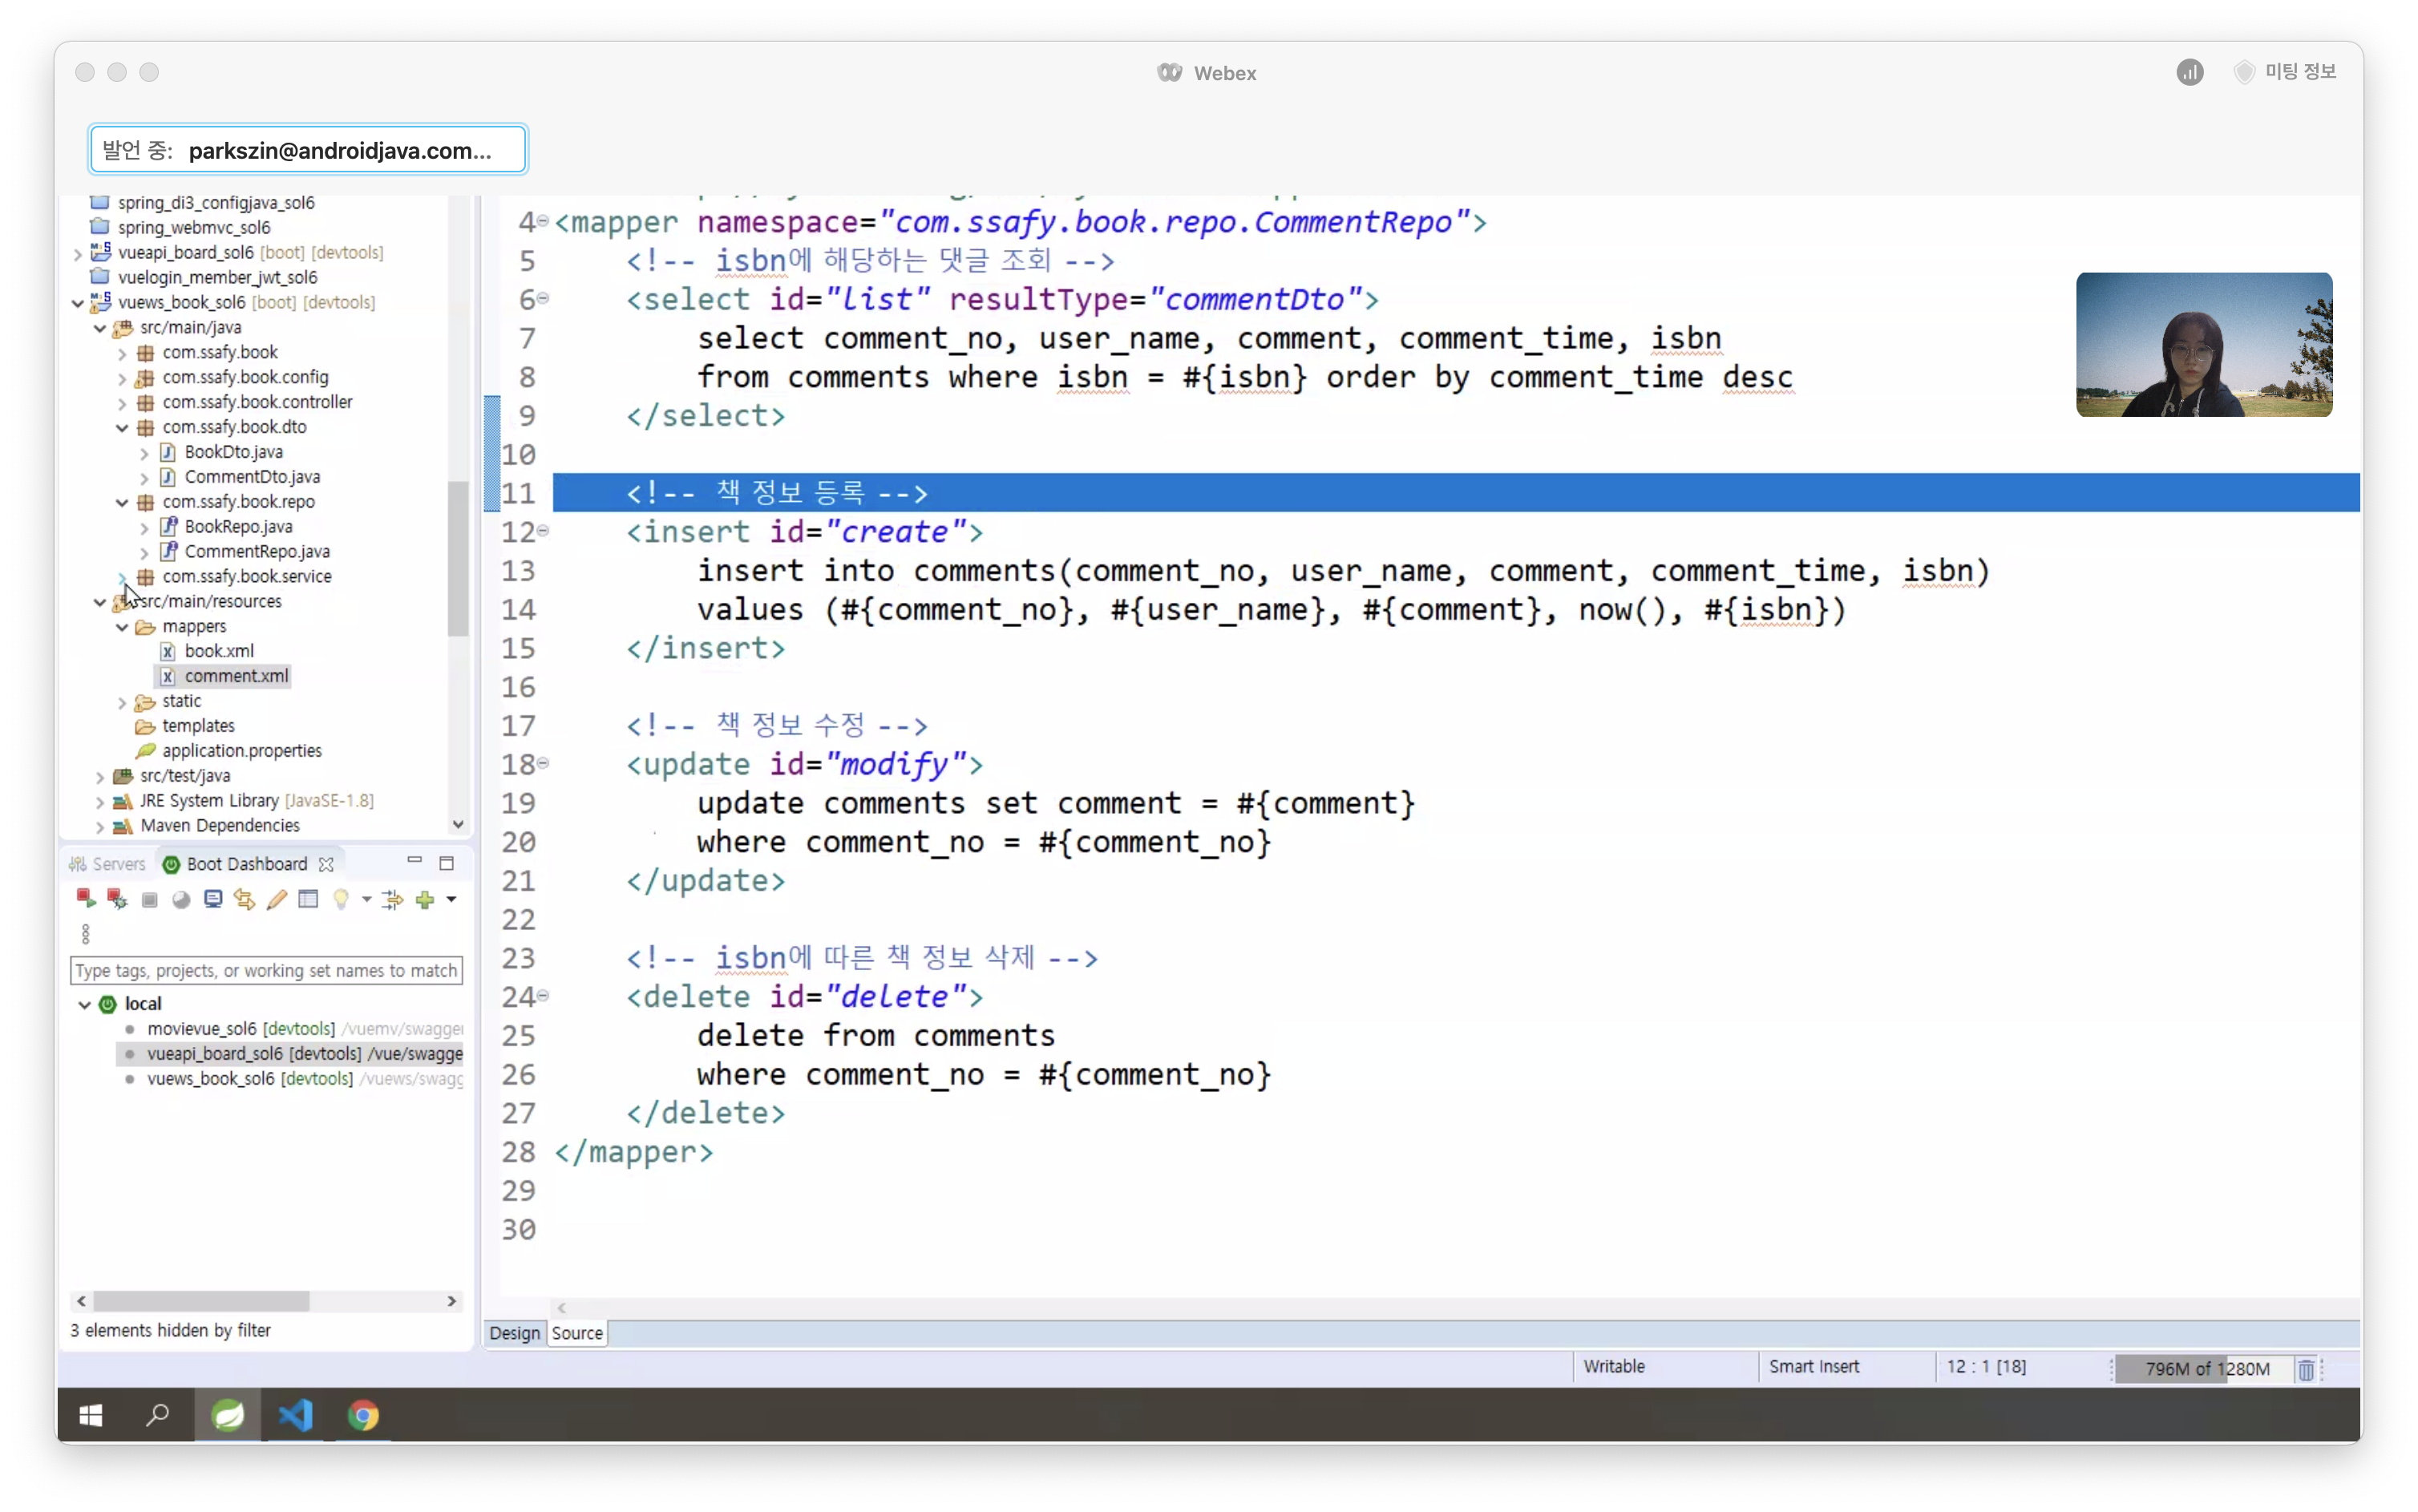 Webex
미팅 정보
발언 중: parkszin@androidjava.com...
spring_di3_configjava_sol6
spring_webmvc_sol6
vueapi_board_sol6 [boot] [devtools]
vuelogin_member_jwt_sol6
vuews_book_sol6 [boot] [devtools]
src/main/java
com.ssafy.book
com.ssafy.book.config
com.ssafy.book.controller
com.ssafy.book.dto
BookDto.java
CommentDto.java
com.ssafy.book.repo
BookRepo.java
CommentRepo.java
com.ssafy.book.service
src/main/resources
mappers
book.xml
comment.xml
static
templates
application.properties
src/test/java
JRE System Library [JavaSE-1.8]
Maven Dependencies
Servers
Boot Dashboard
Type tags, projects, or working set names to match
local
movievue_sol6 [devtools] /vuemv/swagger
vueapi_board_sol6 [devtools] /vue/swagge
vuews_book_sol6 [devtools] /vuews/swagg
3 elements hidden by filter
4 <mapper namespace="com.ssafy.book.repo.CommentRepo">
5 <!-- isbn에 해당하는 댓글 조회 -->
6 <select id="list" resultType="commentDto">
7 select comment_no, user_name, comment, comment_time, isbn
8 from comments where isbn = #{isbn} order by comment_time desc
9 </select>
10
11 <!-- 책 정보 등록 -->
12 <insert id="create">
13 insert into comments(comment_no, user_name, comment, comment_time, isbn)
14 values (#{comment_no}, #{user_name}, #{comment}, now(), #{isbn})
15 </insert>
16
17 <!-- 책 정보 수정 -->
18 <update id="modify">
19 update comments set comment = #{comment}
20 where comment_no = #{comment_no}
21 </update>
22
23 <!-- isbn에 따른 책 정보 삭제 -->
24 <delete id="delete">
25 delete from comments
26 where comment_no = #{comment_no}
27 </delete>
28 </mapper>
29
30
Design Source
Writable
Smart Insert
12 : 1 [18]
796M of 1280M